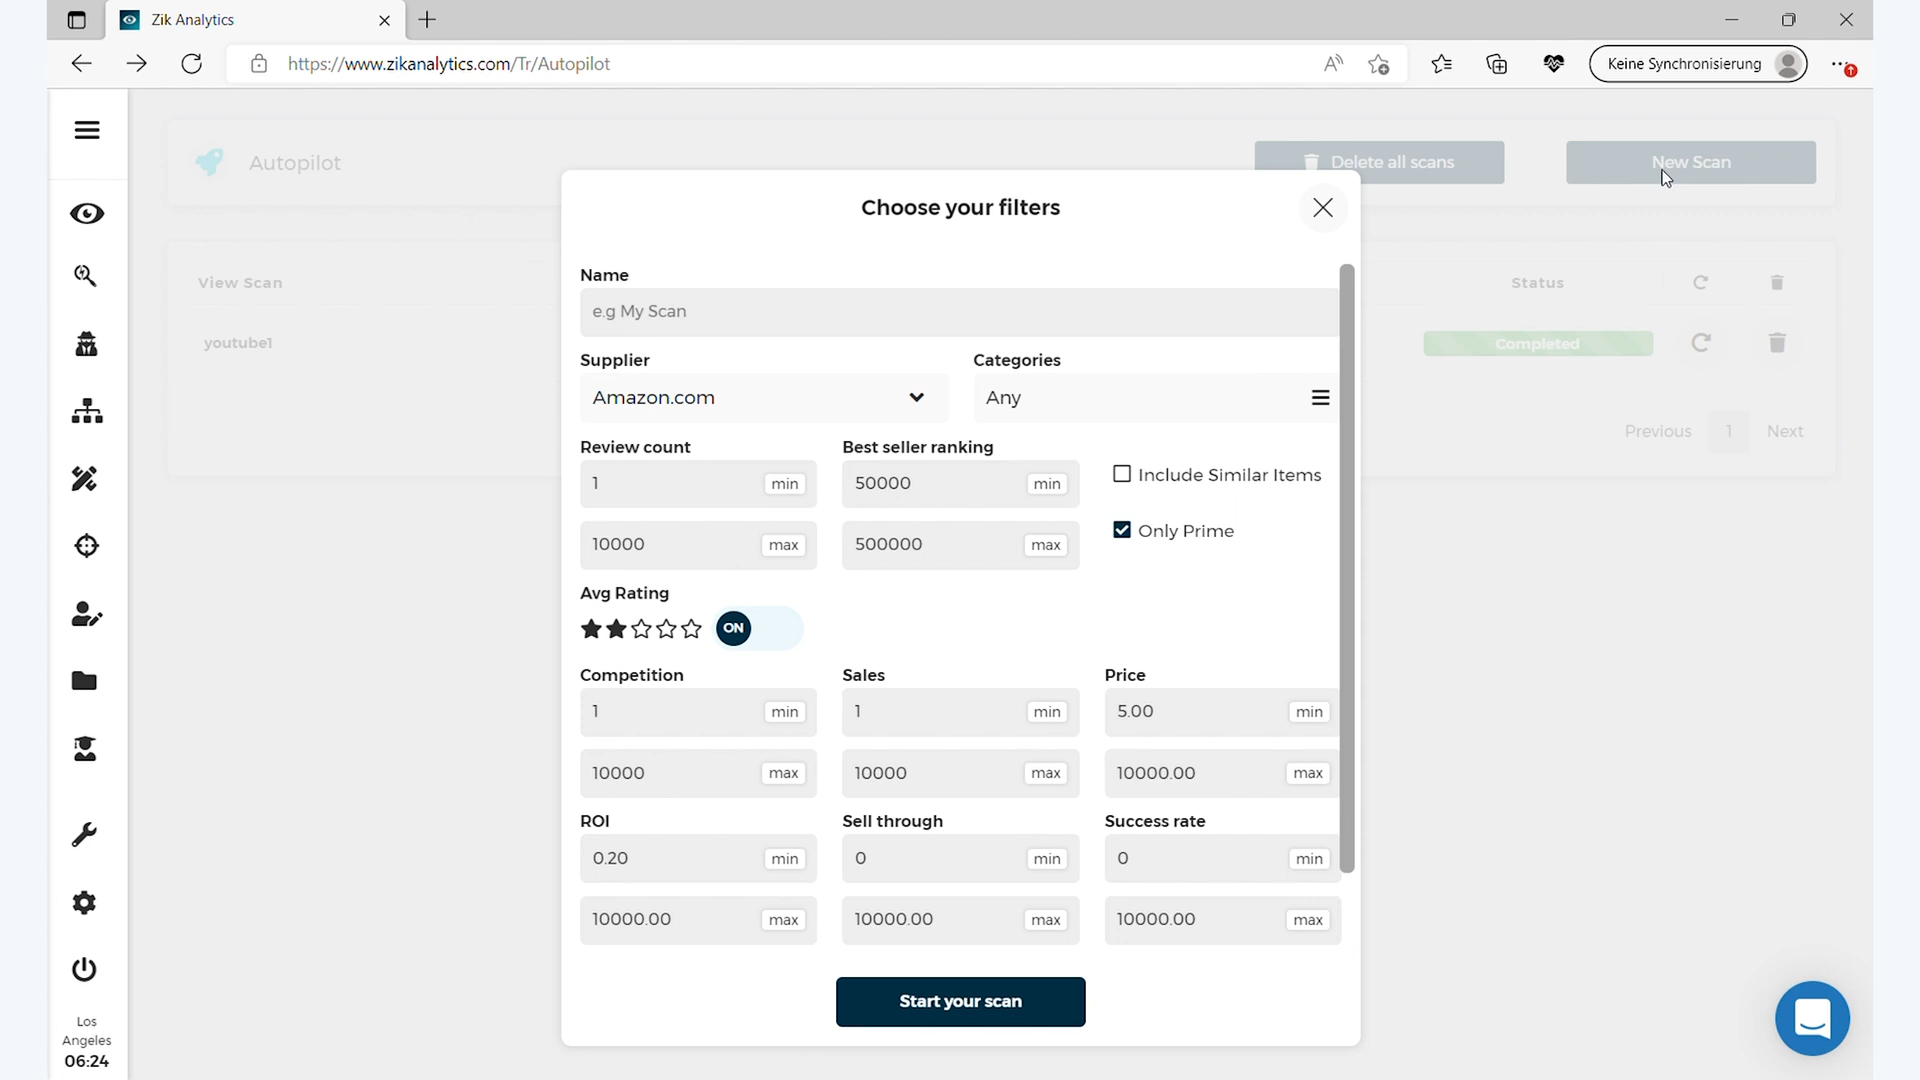 Zik Analytics
https://www.zikanalytics.com/Tr/Autopilot
Keine Synchronisierung
Autopilot
Delete all scans
New Scan
Choose your filters
View Scan
Status
youtube1
Completed
Previous 1 Next
Name
e.g My Scan
Supplier Categories
Amazon.com Any
Review count Best seller ranking
1 min 50000 min Include Similar Items
10000 max 500000 max Only Prime
Avg Rating
ON
Competition Sales Price
1 min 1 min 5.00 min
10000 max 10000 max 10000.00 max
ROI Sell through Success rate
0.20 min 0 min 0 min
10000.00 max 10000.00 max 10000.00 max
Start your scan
Los
Angeles
06:24